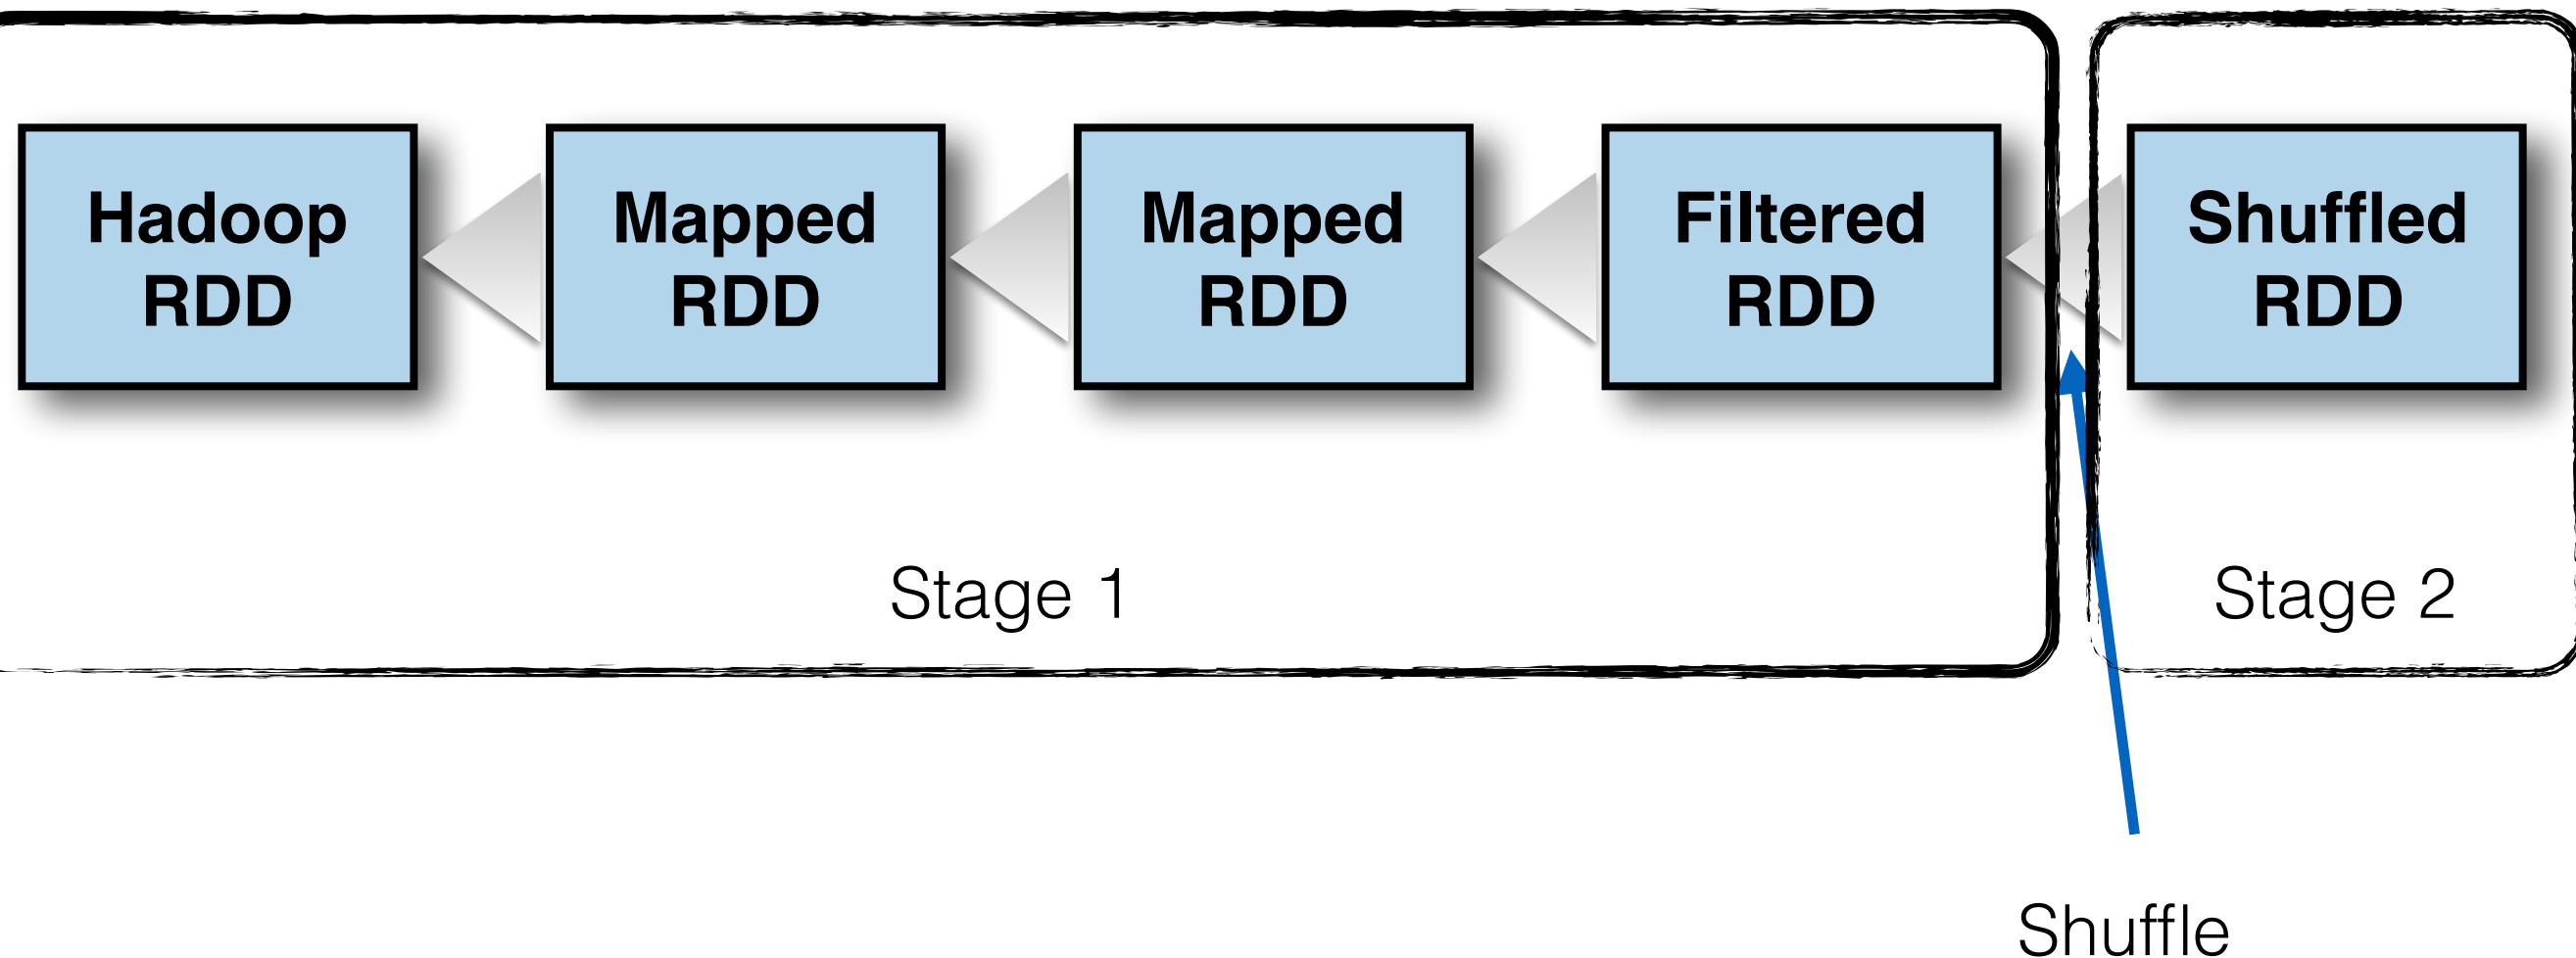 Hadoop
RDD
Mapped
RDD
Mapped
RDD
Filtered
RDD
Shuffled
RDD
Stage 1
Stage 2
Shuffle